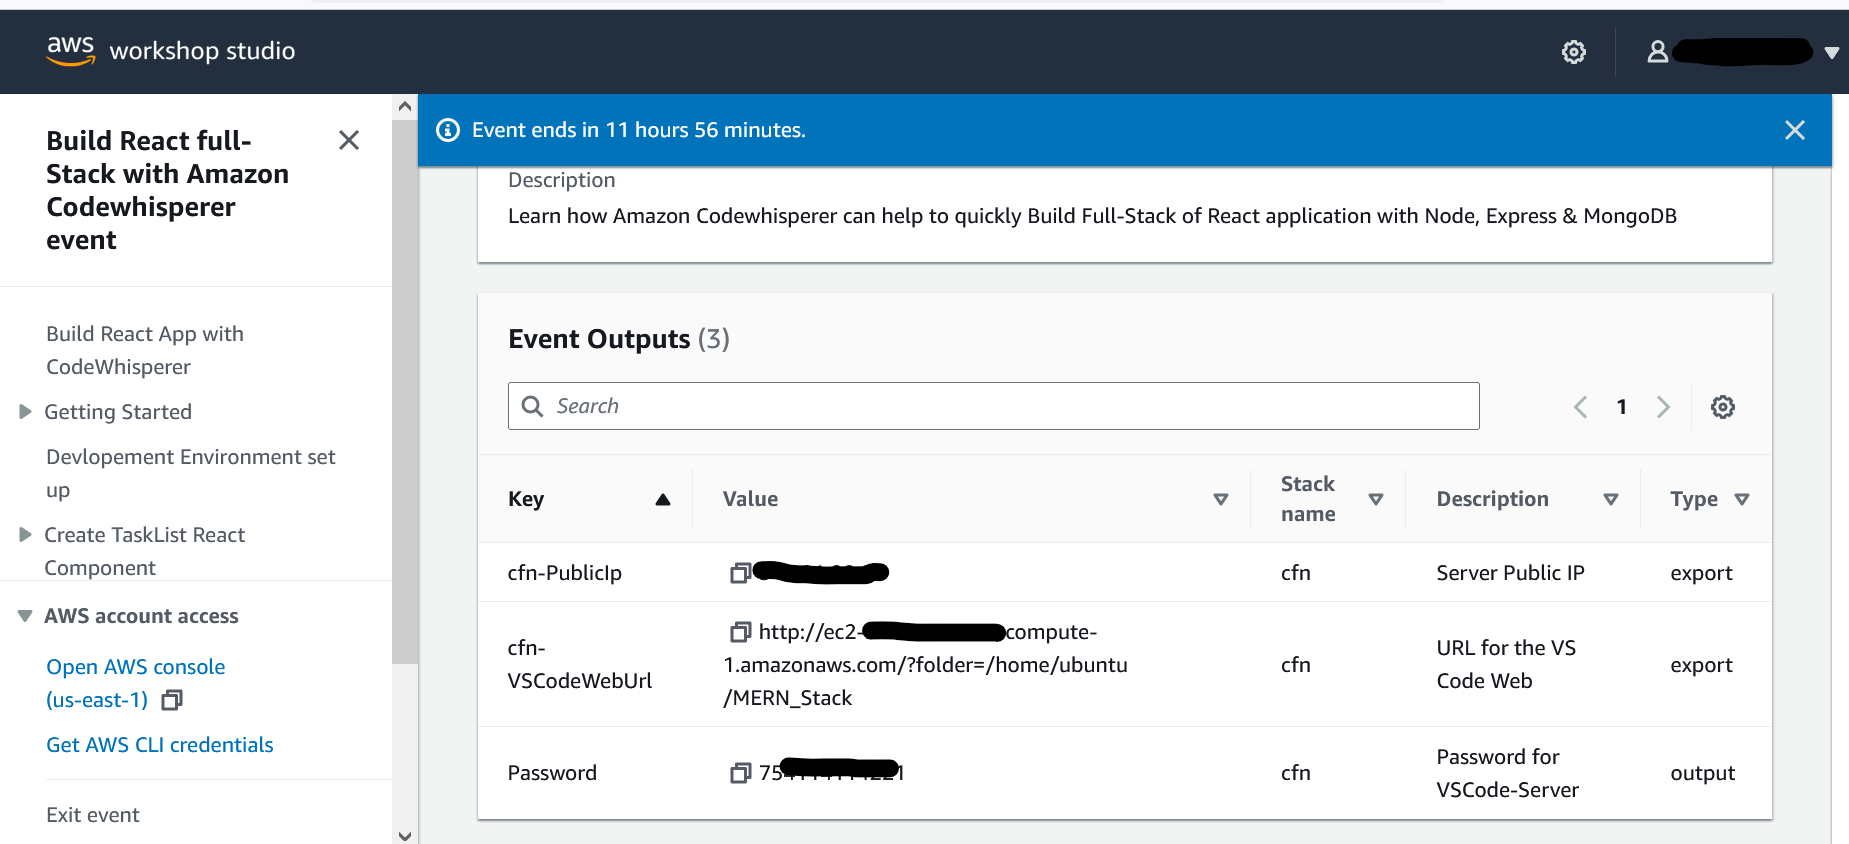 aws workshop studio
Build React full-
Stack with Amazon
Codewhisperer
event
Build React App with
CodeWhisperer
Getting Started
Devlopement Environment set
up
Create TaskList React
Component
AWS account access
Open AWS console
(us-east-1)
Get AWS CLI credentials
Exit event
Event ends in 11 hours 56 minutes.
Description
Learn how Amazon Codewhisperer can help to quickly Build Full-Stack of React application with Node, Express & MongoDB
Event Outputs (3)
Search
1
Key Value Stack name Description Type
cfn-PublicIp cfn Server Public IP export
cfn-
VSCodeWebUrl
http://ec2- compute-
1.amazonaws.com/?folder=/home/ubuntu
/MERN_Stack
cfn
URL for the VS
Code Web
export
Password
cfn
Password for
VSCode-Server
output